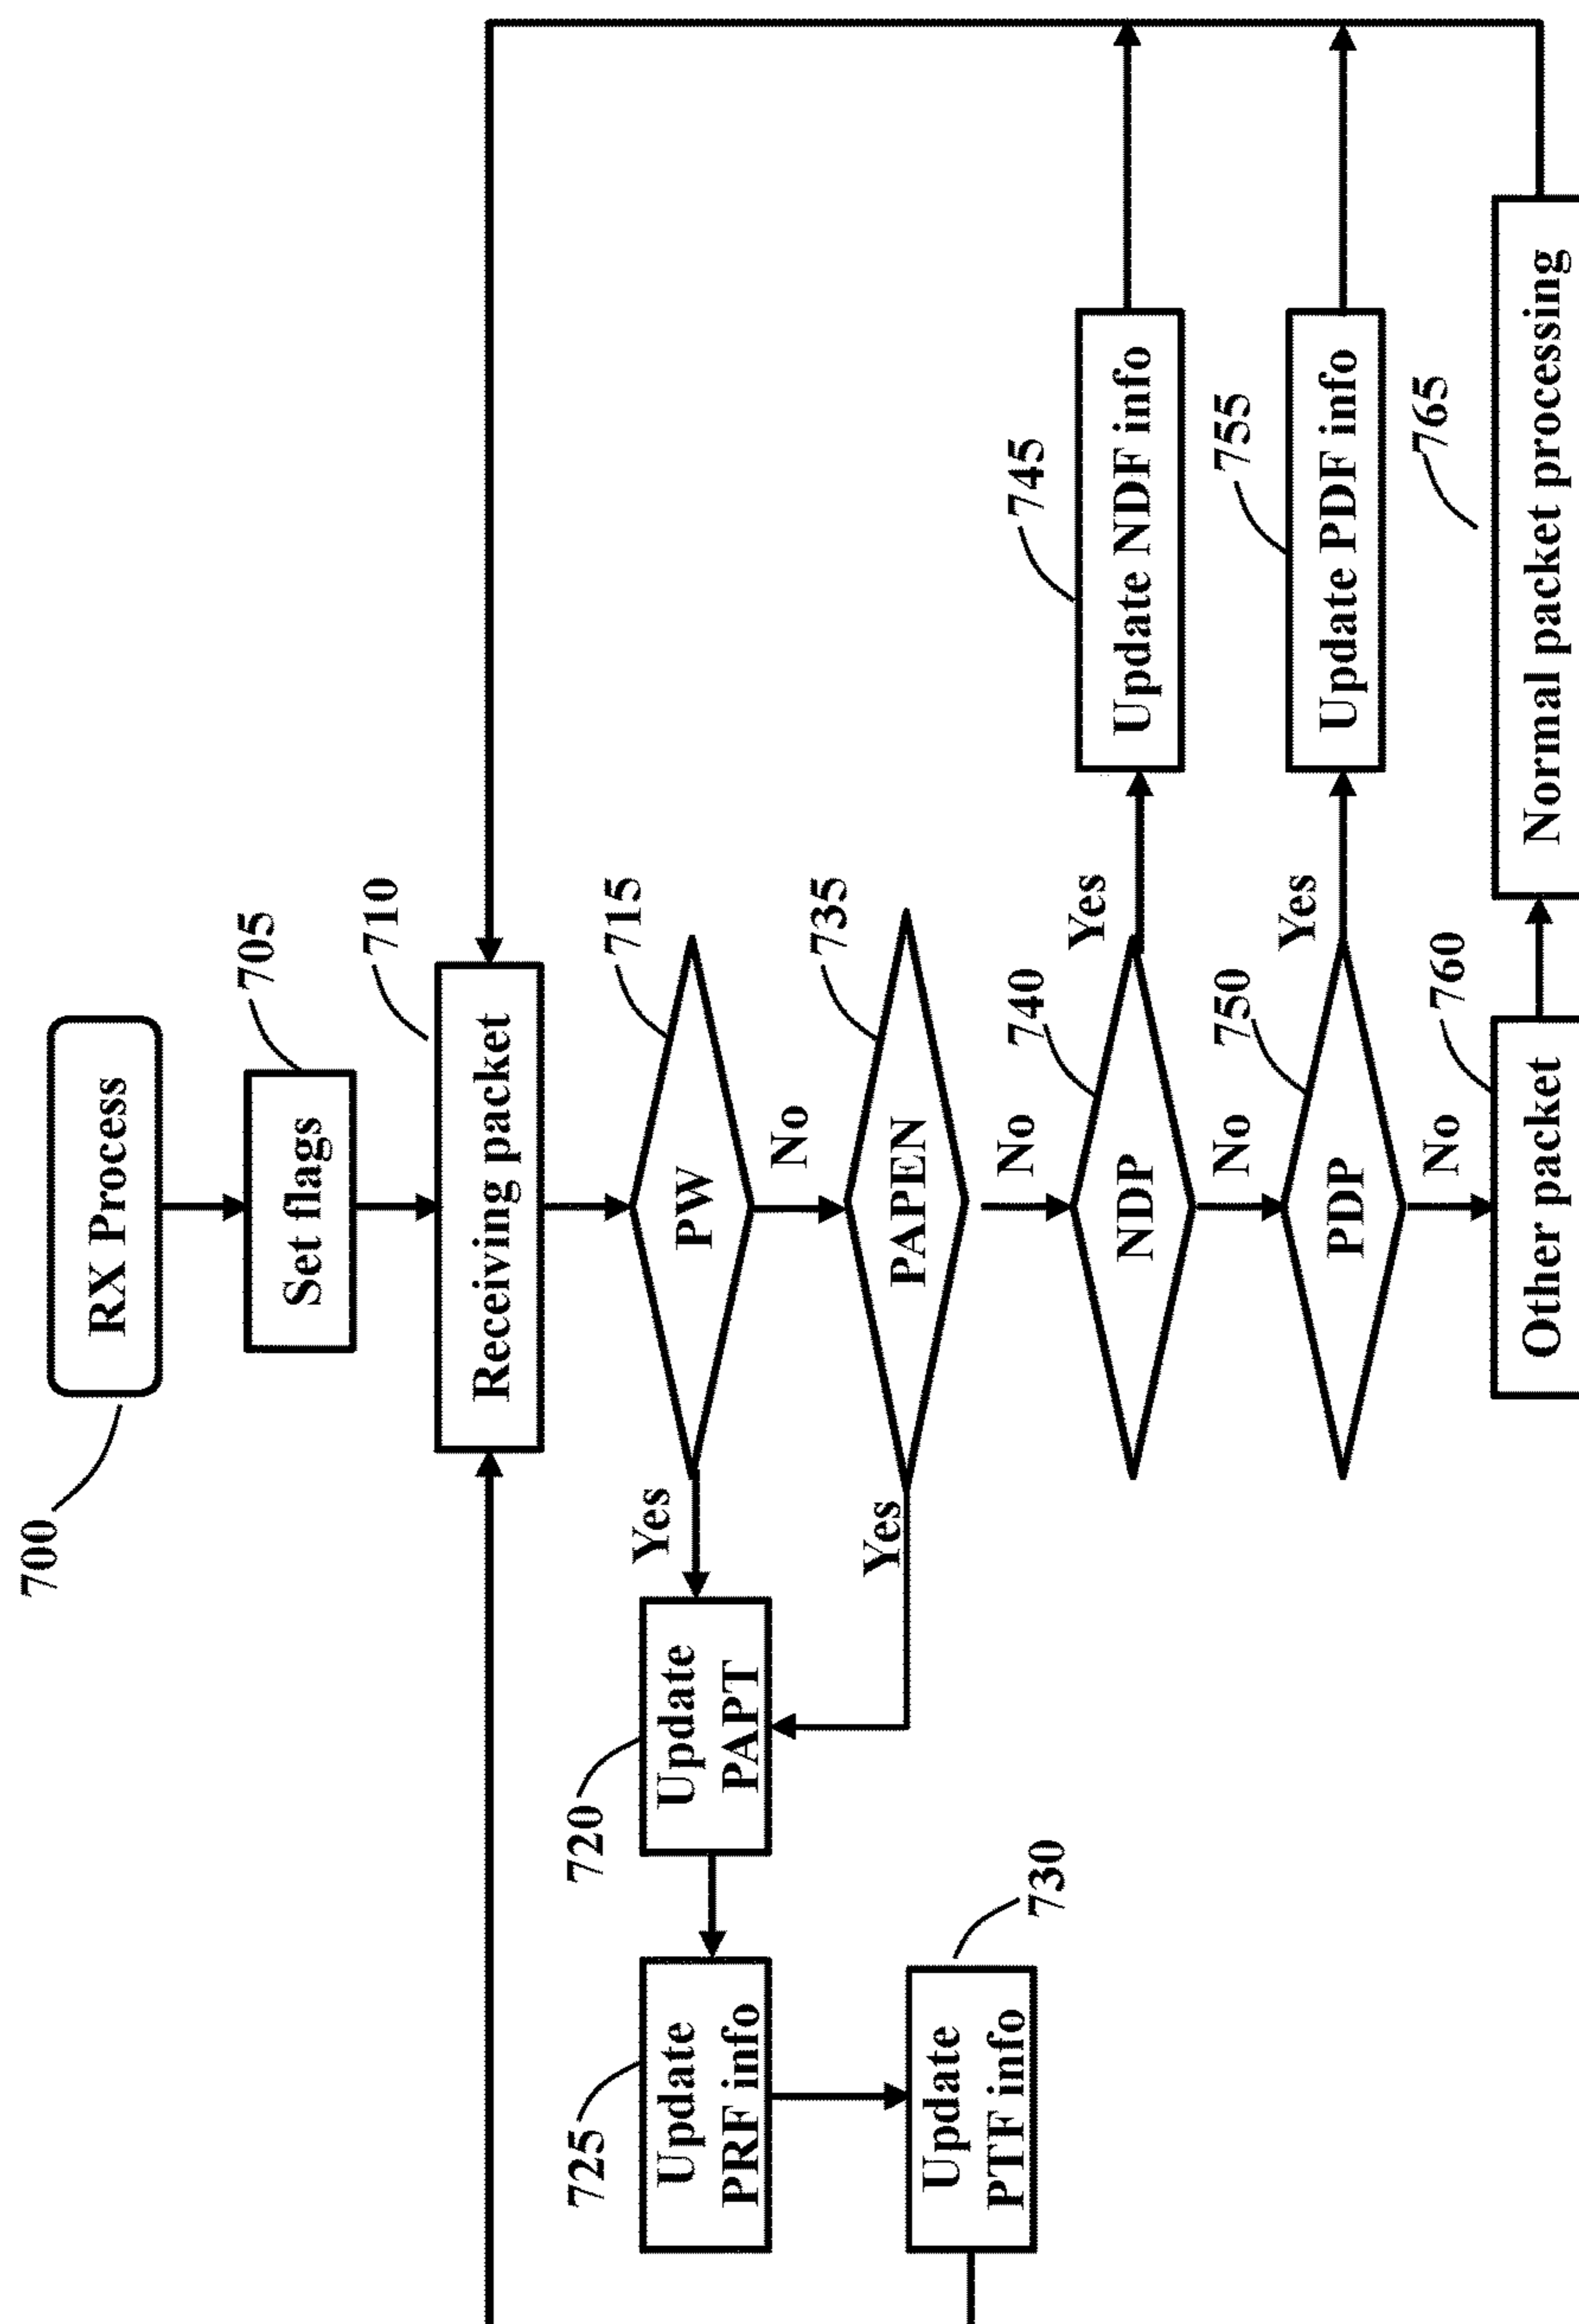 700
RX Process
705
Set flags
710
Receiving packet
715
PW
Yes
No
720
Update
PAPT
725
Update
PRF info
730
Update
PTF info
735
PAPEN
Yes
No
740
NDP
Yes
No
745
Update NDF info
750
PDP
Yes
No
755
Update PDF info
760
Other packet
765
Normal packet processing